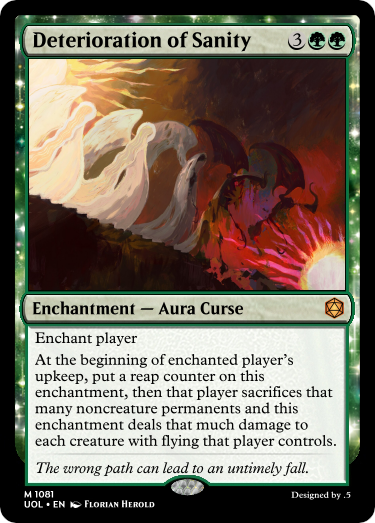 Deterioration of Sanity 3
Enchantment — Aura Curse
Enchant player
At the beginning of enchanted player's
upkeep, put a reap counter on this
enchantment, then that player sacrifices that
many noncreature permanents and this
enchantment deals that much damage to
each creature with flying that player controls.
The wrong path can lead to an untimely fall.
M 1081
UOL • EN Florian Herold
Designed by .5